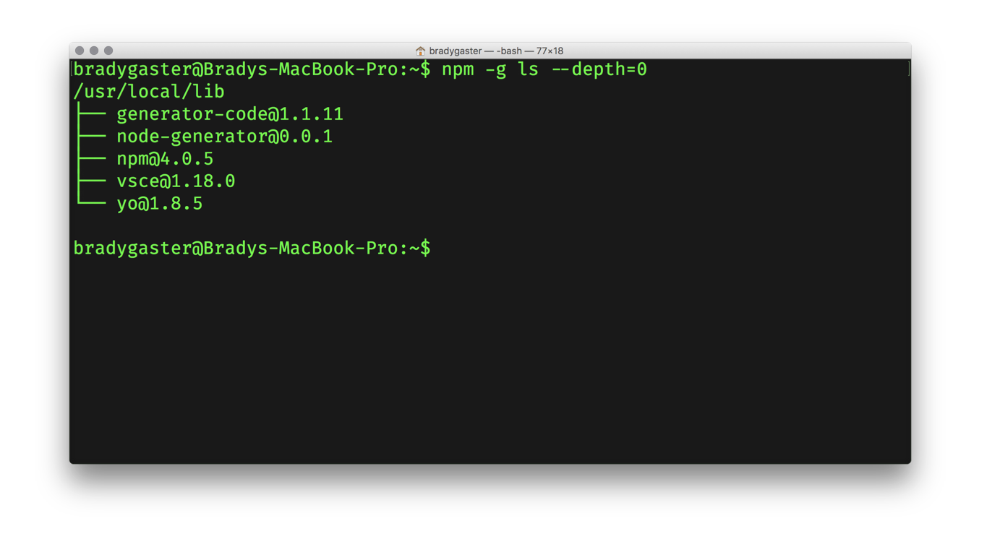 bradygaster — -bash — 77×18
bradygaster@Bradys-MacBook-Pro:~$ npm -g ls --depth=0
/usr/local/lib
├── generator-code@1.1.11
├── node-generator@0.0.1
├── npm@4.0.5
├── vsce@1.18.0
└── yo@1.8.5
bradygaster@Bradys-MacBook-Pro:~$